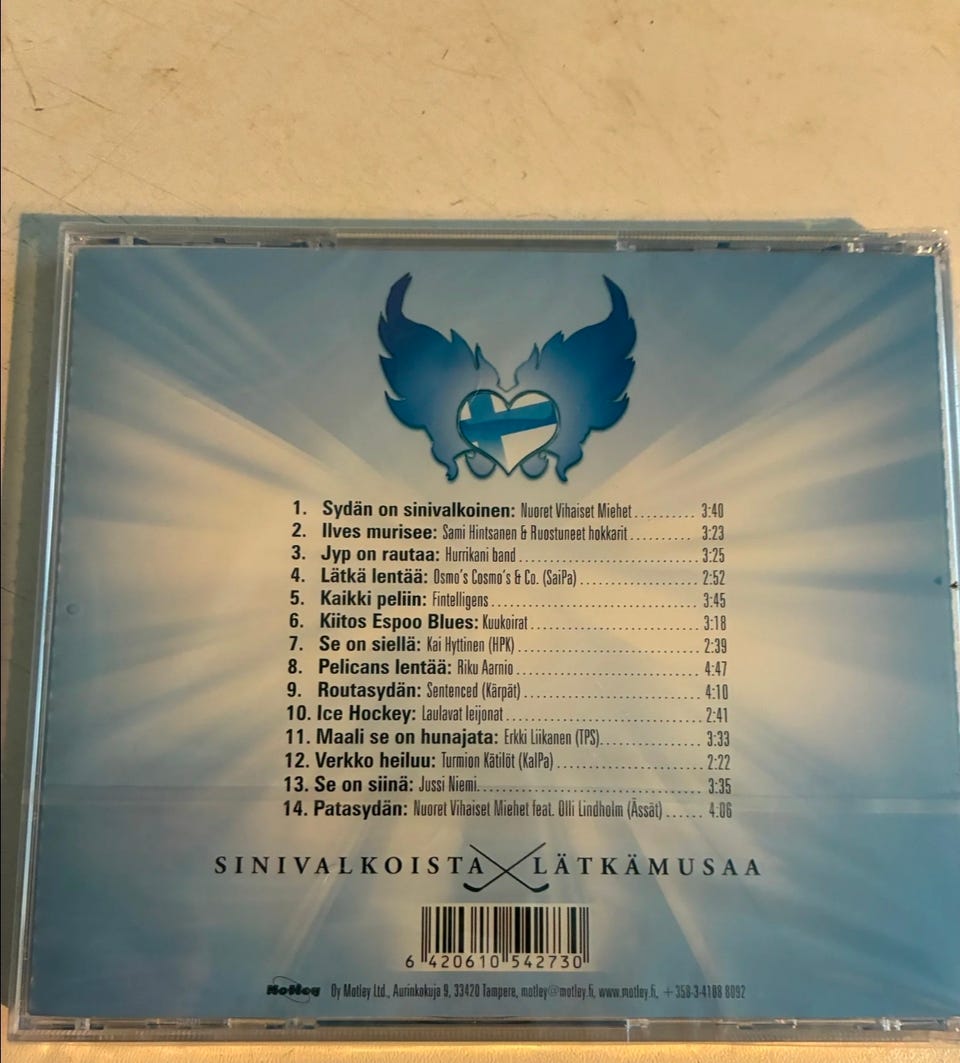 1. Sydän on sinivalkoinen: Nuoret Vihaiset Miehet.......... 3:40
2. Ilves murisee: Sami Hintsanen & Ruostuneet hokkarit.......... 3:23
3. Jyp on rautaa: Hurrikani band.............................. 3:25
4. Lätkä lentää: Osmo's Cosmo's & Co. (SaiPa).................... 2:52
5. Kaikki peliin: Fintelligens.................................. 3:45
6. Kiitos Espoo Blues: Kuukoirat............................ 3:18
7. Se on siellä: Kai Hyttinen (HPK).............................. 2:39
8. Pelicans lentää: Riku Aarnio.............................. 4:47
9. Routasydän: Sentenced (Kärpät)............................. 4:10
10. Ice Hockey: Laulavat leijonat................................ 2:41
11. Maali se on hunajata: Erkki Liikanen (TPS)................ 3:33
12. Verkko heiluu: Turmion Kätilöt (KalPa)....................... 2:22
13. Se on siinä: Jussi Niemi.................................... 3:35
14. Patasydän: Nuoret Vihaiset Miehet feat. Olli Lindholm (Ässät)...... 4:06
SINIVALKOISTA LÄTKÄMUSAA
6 420610 542730
Motley Oy Motley Ltd., Aurinkokuja 9, 33420 Tampere, motley@motley.fi, www.motley.fi, +358-3-4108 8092